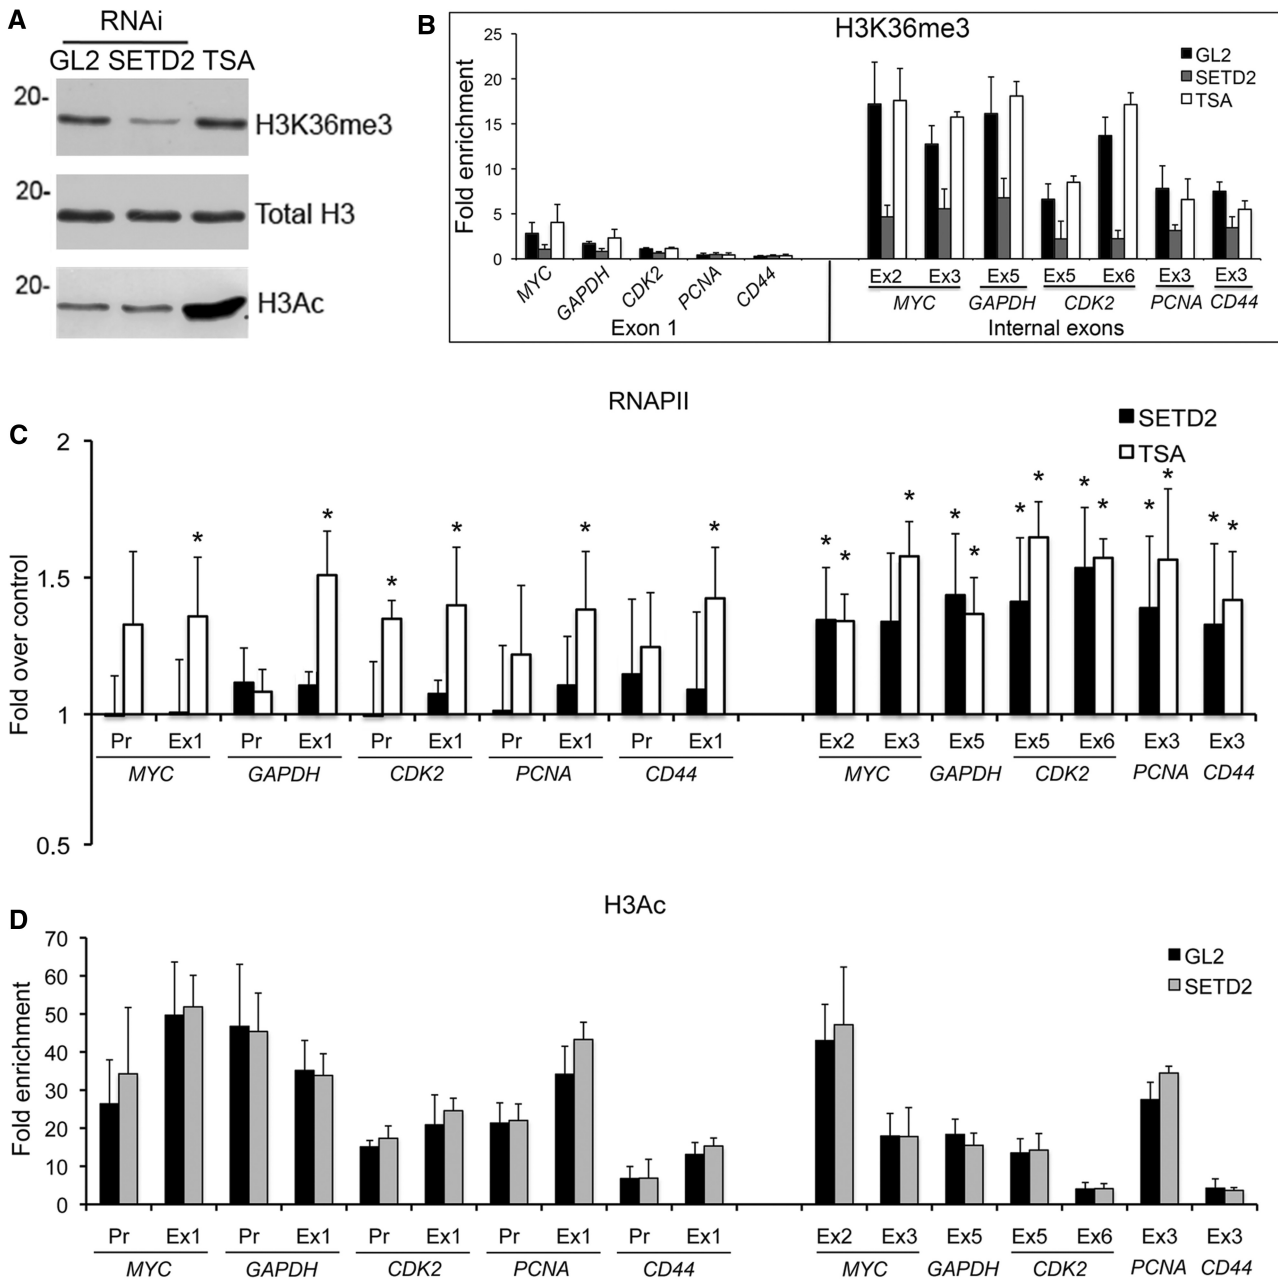 A
RNAi
GL2 SETD2 TSA
20-
H3K36me3
20-
Total H3
20-
H3Ac
B
H3K36me3
Fold enrichment
25
20
15
10
5
0
GL2
SETD2
TSA
MYC GAPDH CDK2 PCNA CD44
Exon 1
Ex2 Ex3 Ex5 Ex5 Ex6 Ex3 Ex3
MYC GAPDH CDK2 PCNA CD44
Internal exons
C
RNAPII
Fold over control
2
1.5
1
0.5
SETD2
TSA
* * * * * * * * * * * * * * * * * * *
Pr Ex1 Pr Ex1 Pr Ex1 Pr Ex1 Pr Ex1 Ex2 Ex3 Ex5 Ex5 Ex6 Ex3 Ex3
MYC GAPDH CDK2 PCNA CD44 MYC GAPDH CDK2 PCNA CD44
D
H3Ac
Fold enrichment
70
60
50
40
30
20
10
0
GL2
SETD2
Pr Ex1 Pr Ex1 Pr Ex1 Pr Ex1 Pr Ex1 Ex2 Ex3 Ex5 Ex5 Ex6 Ex3 Ex3
MYC GAPDH CDK2 PCNA CD44 MYC GAPDH CDK2 PCNA CD44